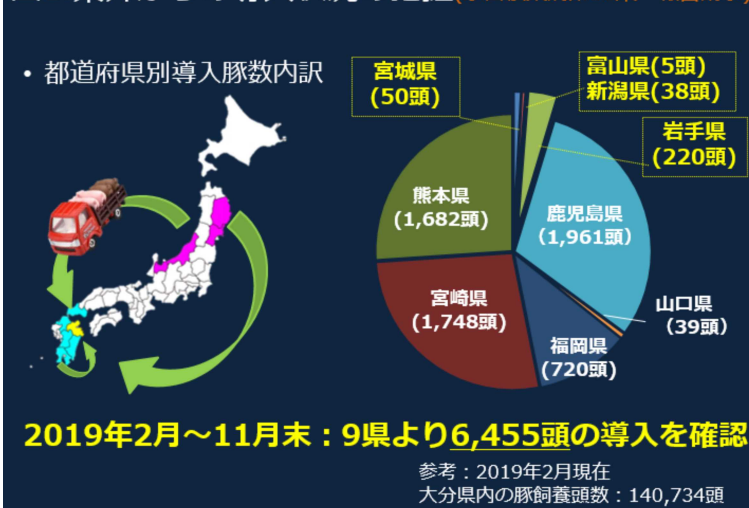 • 都道府県別導入豚数内訳
宮城県
(50頭)
富山県(5頭)
新潟県(38頭)
岩手県
(220頭)
熊本県
(1,682頭)
鹿児島県
(1,961頭)
宮崎県
(1,748頭)
山口県
(39頭)
福岡県
(720頭)
2019年2月～11月末：9県より6,455頭の導入を確認
参考：2019年2月現在
大分県内の豚飼養頭数：140,734頭